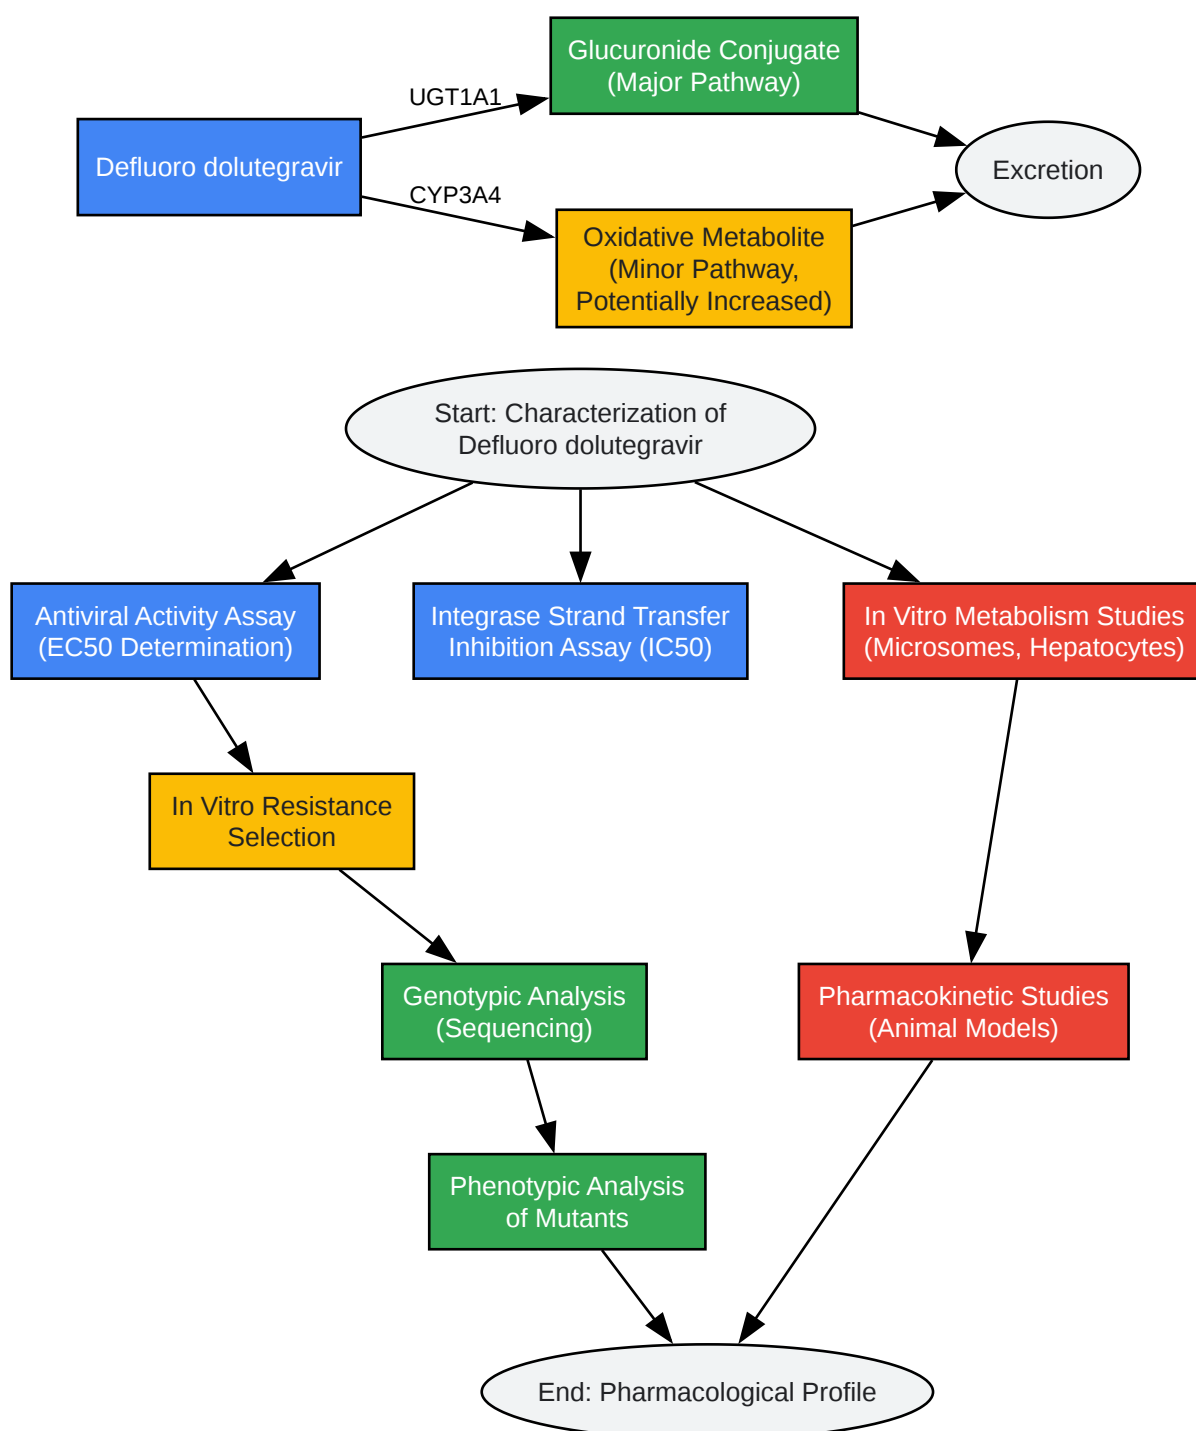 Glucuronide Conjugate
(Major Pathway)
UGT1A1
Defluoro dolutegravir
Excretion
CYP3A4
Oxidative Metabolite
(Minor Pathway,
Potentially Increased)
Start: Characterization of
Defluoro dolutegravir
Antiviral Activity Assay
(EC50 Determination)
Integrase Strand Transfer
Inhibition Assay (IC50)
In Vitro Metabolism Studies
(Microsomes, Hepatocytes)
In Vitro Resistance
Selection
Genotypic Analysis
(Sequencing)
Pharmacokinetic Studies
(Animal Models)
Phenotypic Analysis
of Mutants
End: Pharmacological Profile